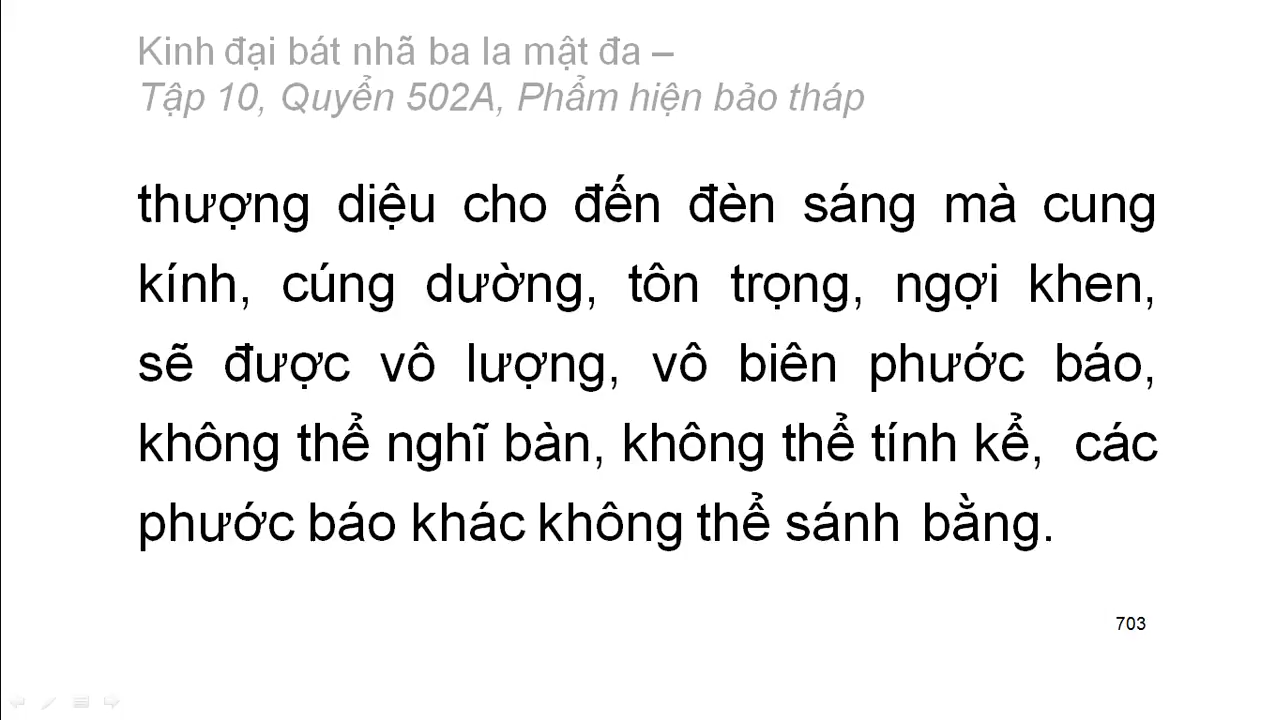 Kinh đại bát nhã ba la mật đa –
Tập 10, Quyển 502A, Phẩm hiện bảo tháp
thượng diệu cho đến đèn sáng mà cung
kính, cúng dường, tôn trọng, ngợi khen,
sẽ được vô lượng, vô biên phước báo,
không thể nghĩ bàn, không thể tính kể, các
phước báo khác không thể sánh bằng.
703